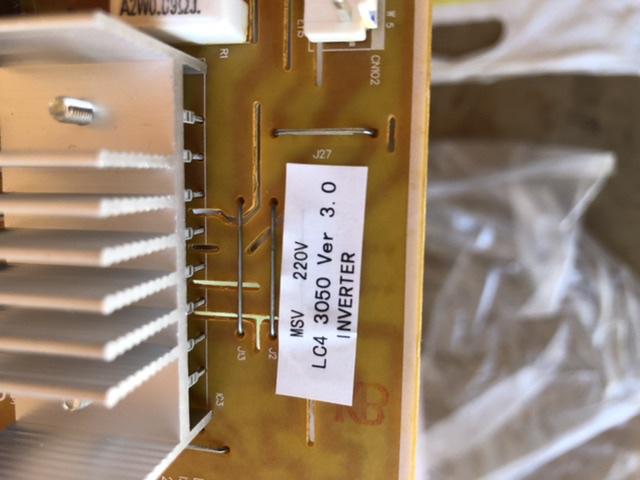 MSV 220V
LC4 3050 Ver 3.0
INVERTER
J27
CN102
R1
J3
J2